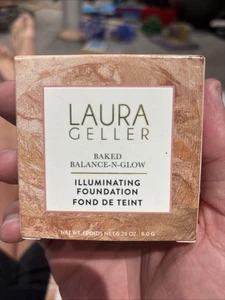 LAURA
GELLER
BAKED
BALANCE-N-GLOW
ILLUMINATING
FOUNDATION
FOND DE TEINT